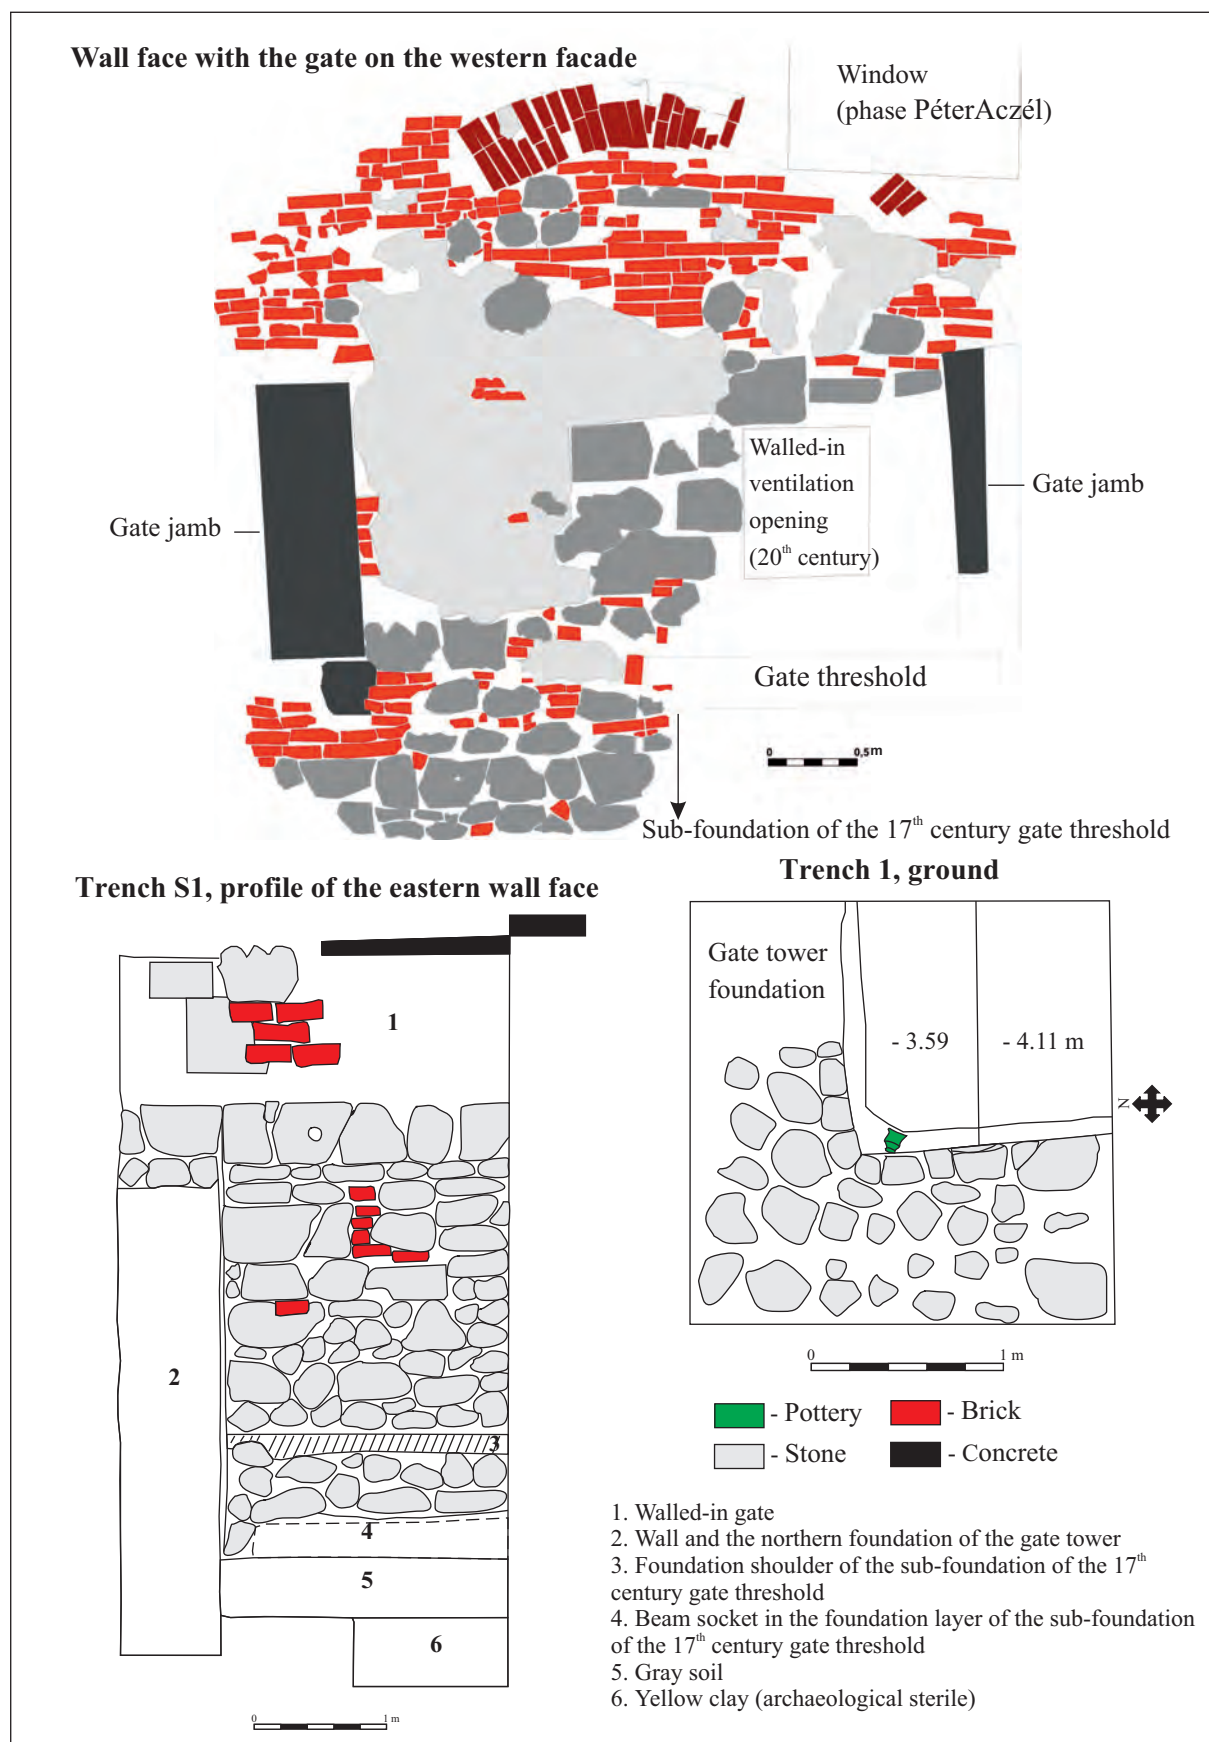 Wall face with the gate on the western facade
Window
(phase PéterAczél)
Walled-in
ventilation
opening
(20th century)
Gate jamb
Gate jamb
Gate threshold
0 0,5m
Sub-foundation of the 17th century gate threshold
Trench S1, profile of the eastern wall face
1
2
3
4
5
6
0 1 m
Trench 1, ground
Gate tower
foundation
- 3.59
- 4.11 m
N
0 1 m
- Pottery
- Brick
- Stone
- Concrete
1. Walled-in gate
2. Wall and the northern foundation of the gate tower
3. Foundation shoulder of the sub-foundation of the 17th
century gate threshold
4. Beam socket in the foundation layer of the sub-foundation
of the 17th century gate threshold
5. Gray soil
6. Yellow clay (archaeological sterile)